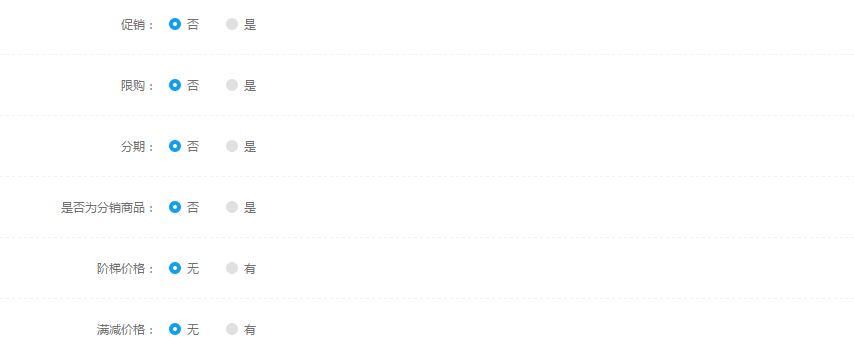 促销： 否 是
限购： 否 是
分期： 否 是
是否为分销商品： 否 是
阶梯价格： 无 有
满减价格： 无 有